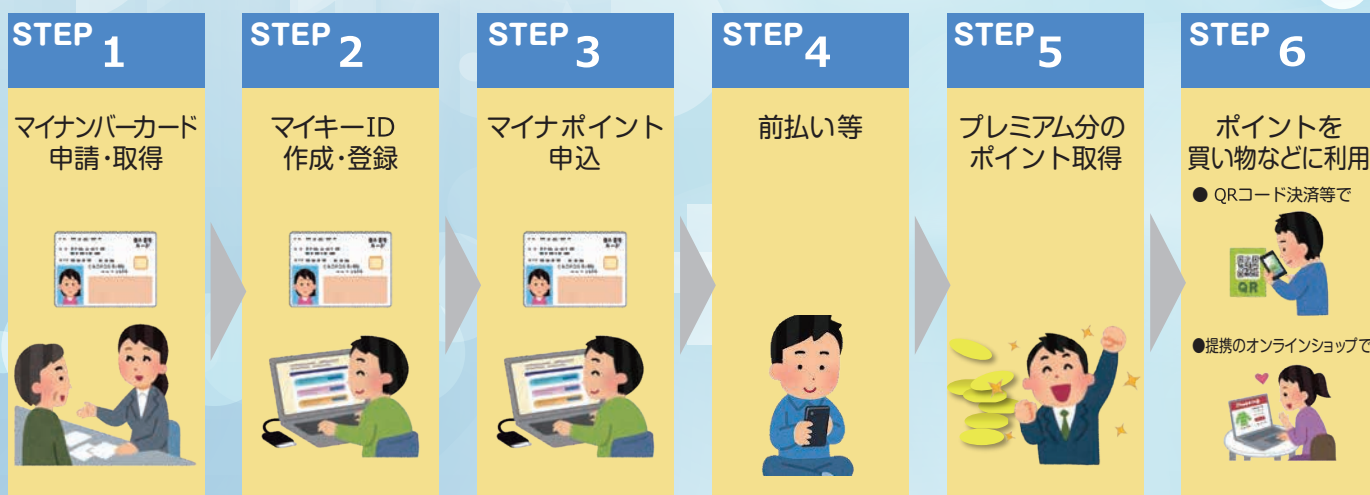 STEP 1
マイナンバーカード
申請・取得
STEP 2
マイキーID
作成・登録
STEP 3
マイナポイント
申込
STEP 4
前払い等
STEP 5
プレミアム分の
ポイント取得
STEP 6
ポイントを
買い物などに利用
● QRコード決済等で
QR
●提携のオンラインショップで